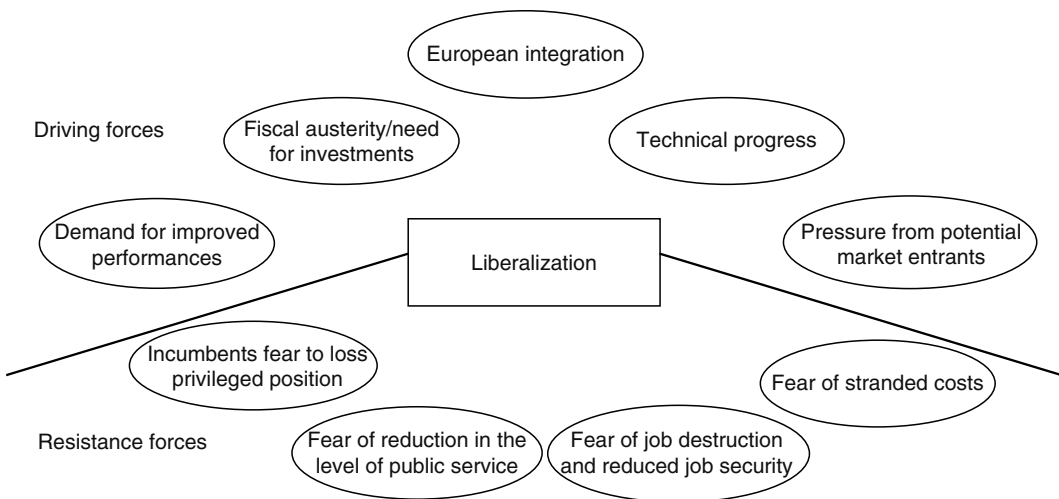 European integration
Driving forces
Fiscal austerity/need
for investments
Technical progress
Demand for improved
performances
Liberalization
Pressure from potential
market entrants
Incumbents fear to loss
privileged position
Fear of stranded costs
Resistance forces
Fear of reduction in the
level of public service
Fear of job destruction
and reduced job security